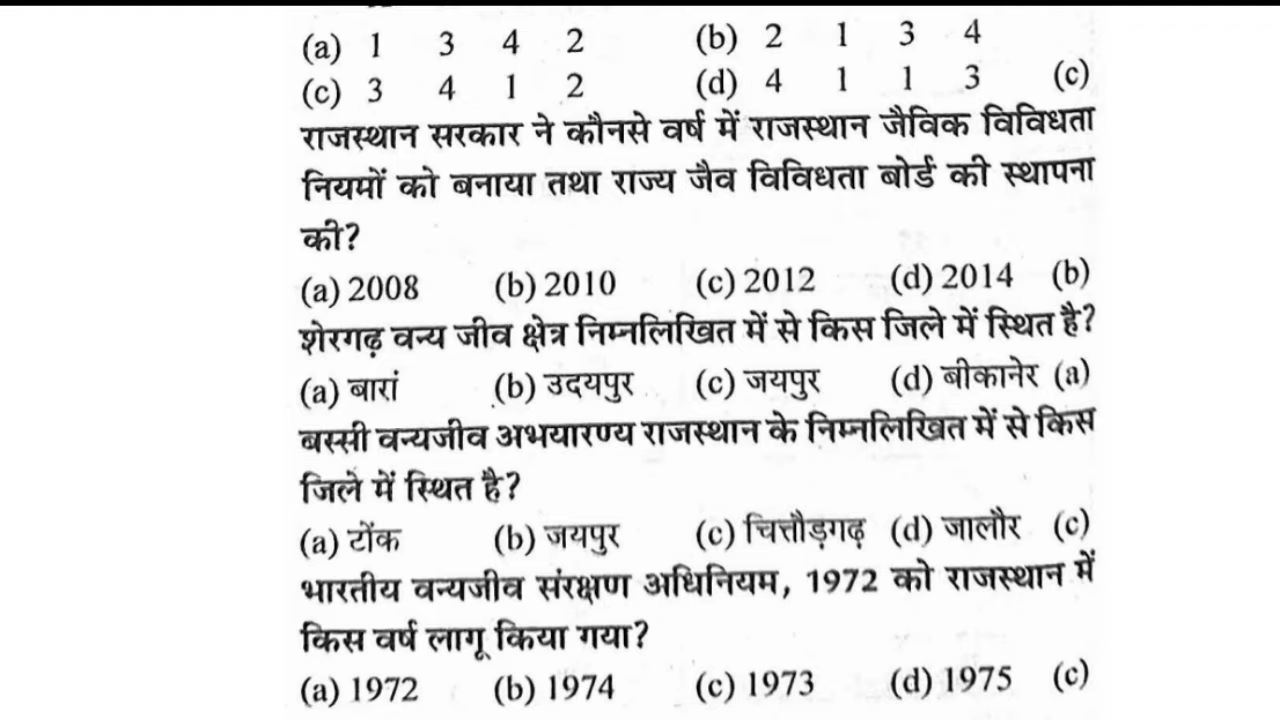 (a) 1 3 4 2 (b) 2 1 3 4
(c) 3 4 1 2 (d) 4 1 1 3 (c)
राजस्थान सरकार ने कौनसे वर्ष में राजस्थान जैविक विविधता
नियमों को बनाया तथा राज्य जैव विविधता बोर्ड की स्थापना
की?
(a) 2008 (b) 2010 (c) 2012 (d) 2014 (b)
शेरगढ़ वन्य जीव क्षेत्र निम्नलिखित में से किस जिले में स्थित है?
(a) बारां (b) उदयपुर (c) जयपुर (d) बीकानेर (a)
बस्सी वन्यजीव अभयारण्य राजस्थान के निम्नलिखित में से किस
जिले में स्थित है?
(a) टोंक (b) जयपुर (c) चित्तौड़गढ़ (d) जालौर (c)
भारतीय वन्यजीव संरक्षण अधिनियम, 1972 को राजस्थान में
किस वर्ष लागू किया गया?
(a) 1972 (b) 1974 (c) 1973 (d) 1975 (c)